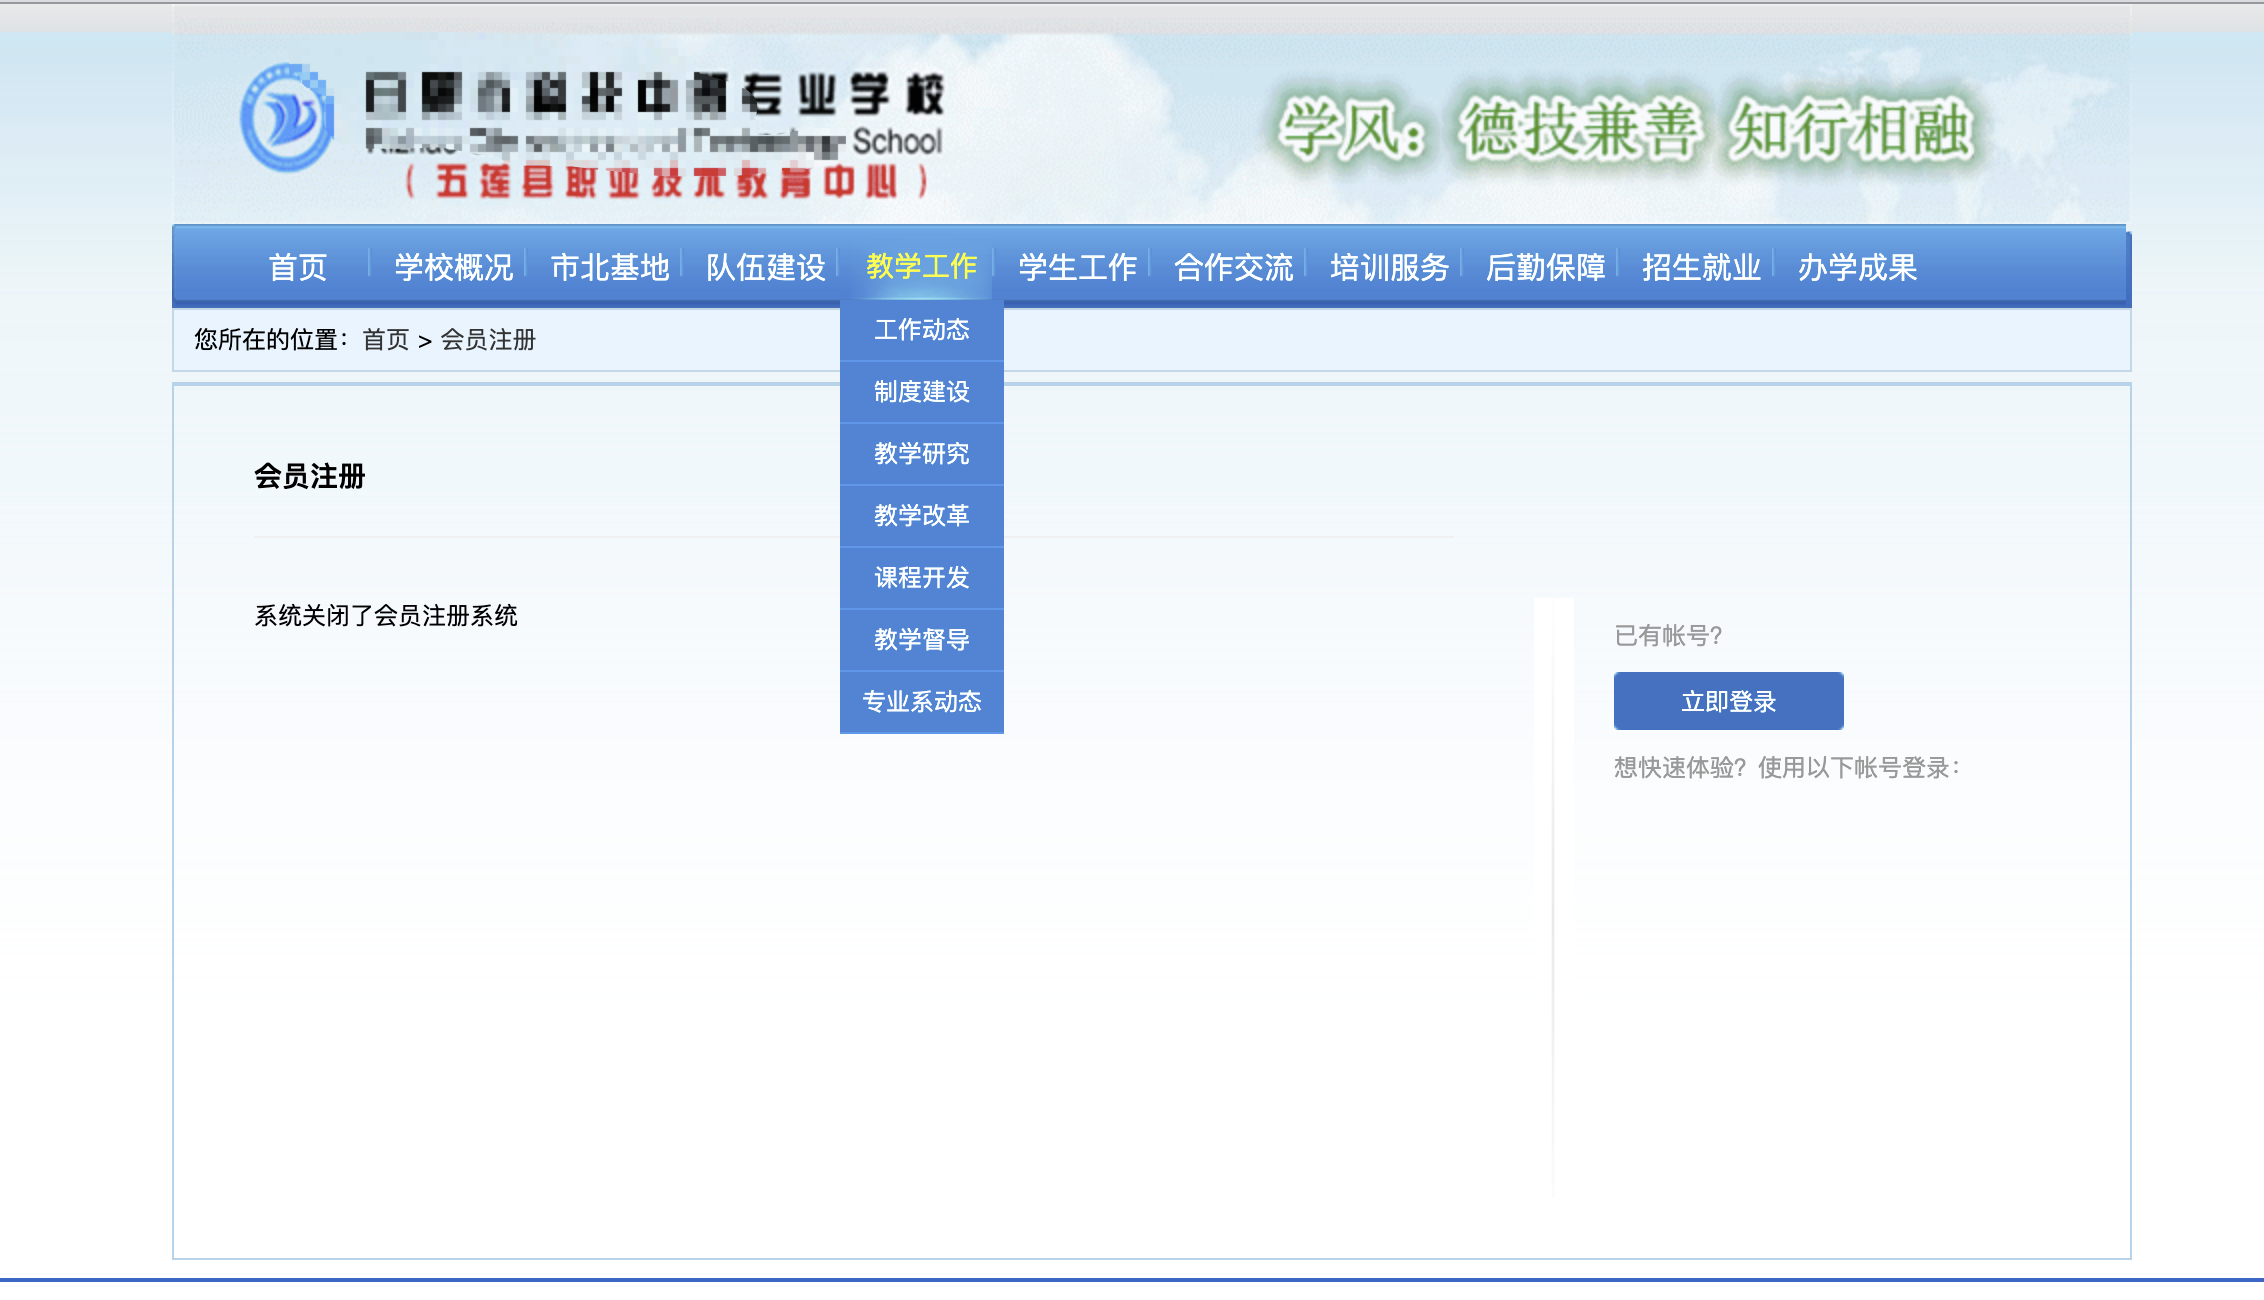 专业学校
School
（五莲县职业技术教育中心）
学风：德技兼善 知行相融
首页 学校概况 市北基地 队伍建设 教学工作 学生工作 合作交流 培训服务 后勤保障 招生就业 办学成果
您所在的位置：首页 > 会员注册
工作动态
制度建设
教学研究
教学改革
课程开发
教学督导
专业系动态
会员注册
系统关闭了会员注册系统
已有帐号？
立即登录
想快速体验？使用以下帐号登录：